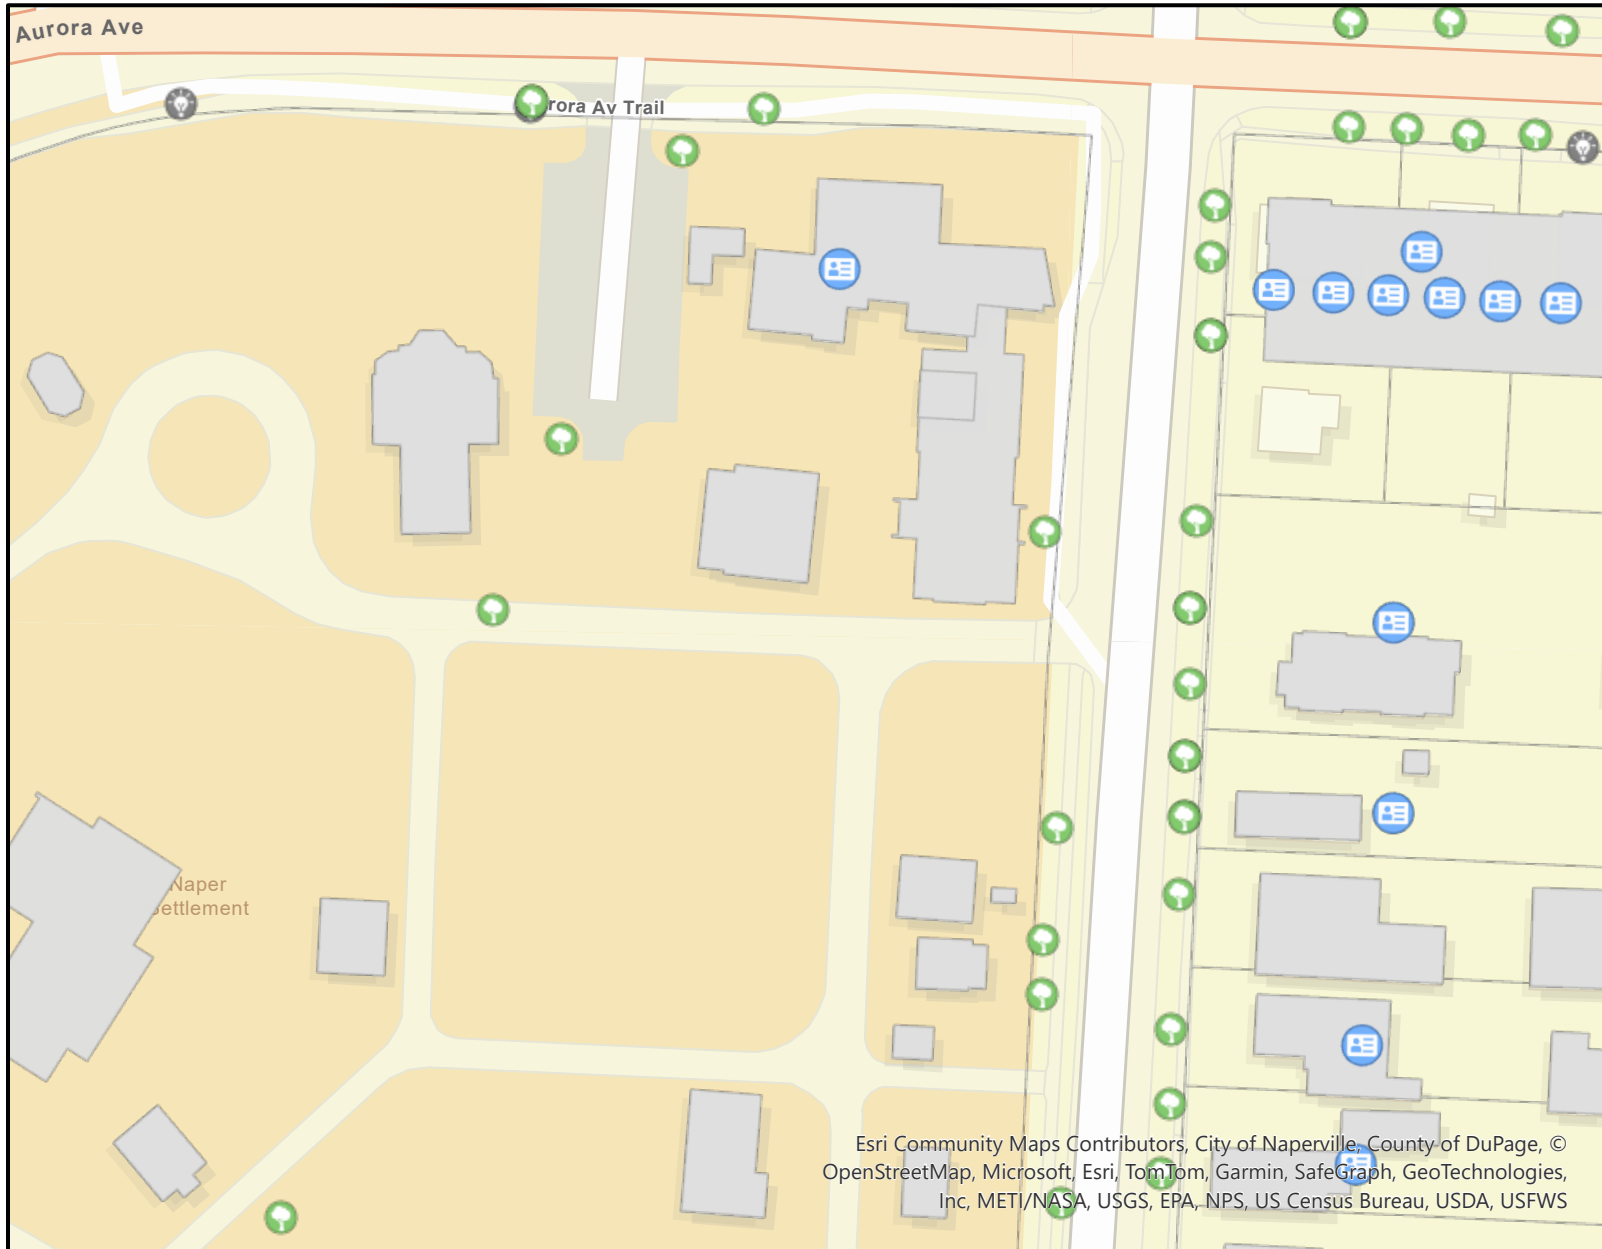 Aurora Ave
rora Av Trail
Naper
ettlement
Esri Community Maps Contributors, City of Naperville, County of DuPage, ©
OpenStreetMap, Microsoft, Esri, TomTom, Garmin, SafeGraph, GeoTechnologies,
Inc, METI/NASA, USGS, EPA, NPS, US Census Bureau, USDA, USFWS